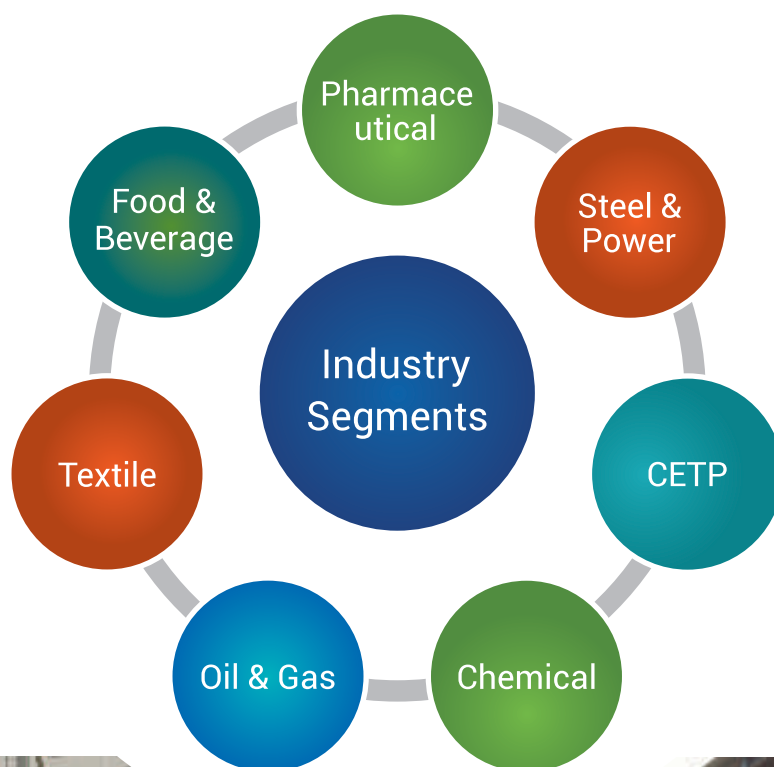 Pharmace
utical
Steel &
Power
CETP
Chemical
Oil & Gas
Textile
Food &
Beverage
Industry
Segments